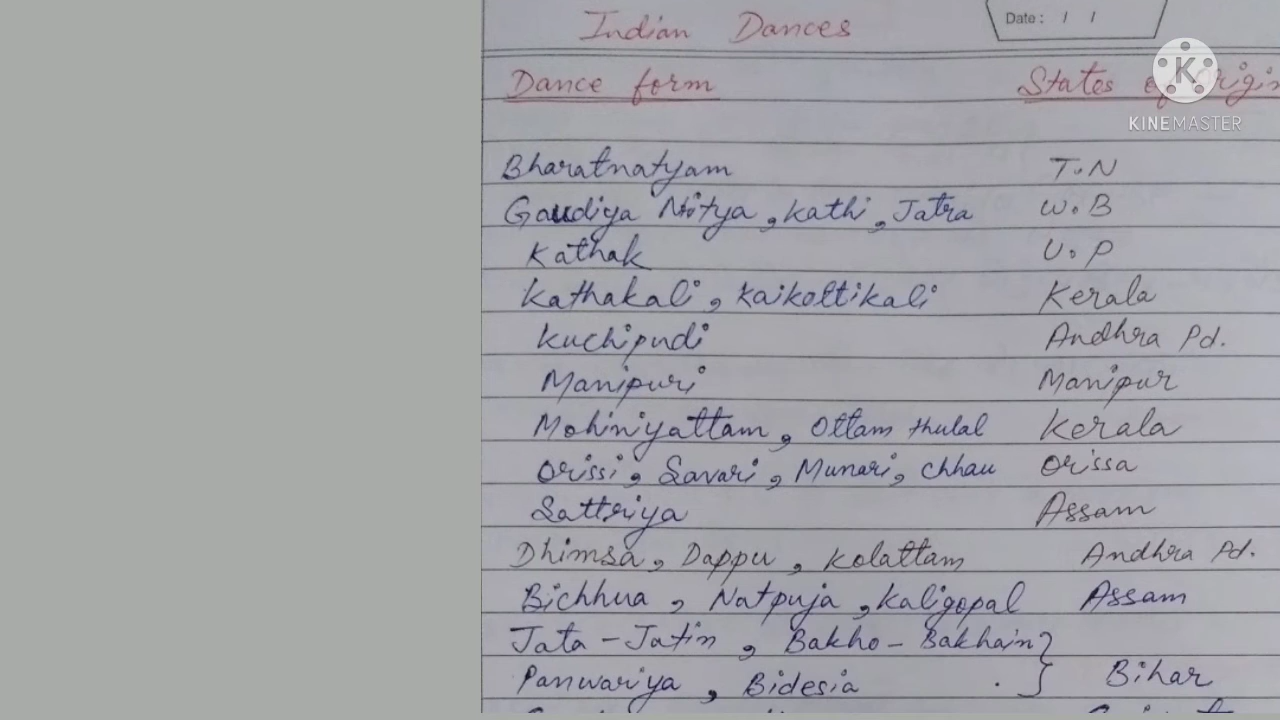 Indian Dances
Date: / /
Dance form States of Origin
KINEMASTER
Bharatnatyam T.N
Gaudiya Nritya, Kathi, Jatra W.B
Kathak U.P
Kathakali, Kaikottikali Kerala
Kuchipudi Andhra Pd.
Manipuri Manipur
Mohiniyattam, Ottam thulal Kerala
Orissi, Savari, Munari, Chhau Orissa
Sattriya Assam
Dhimsa, Dappu, Kolattam Andhra Pd.
Bichhua, Natpuja, Kaligopal Assam
Jata-Jatin, Bakho-Bakhain
Panwariya, Bidesia } Bihar